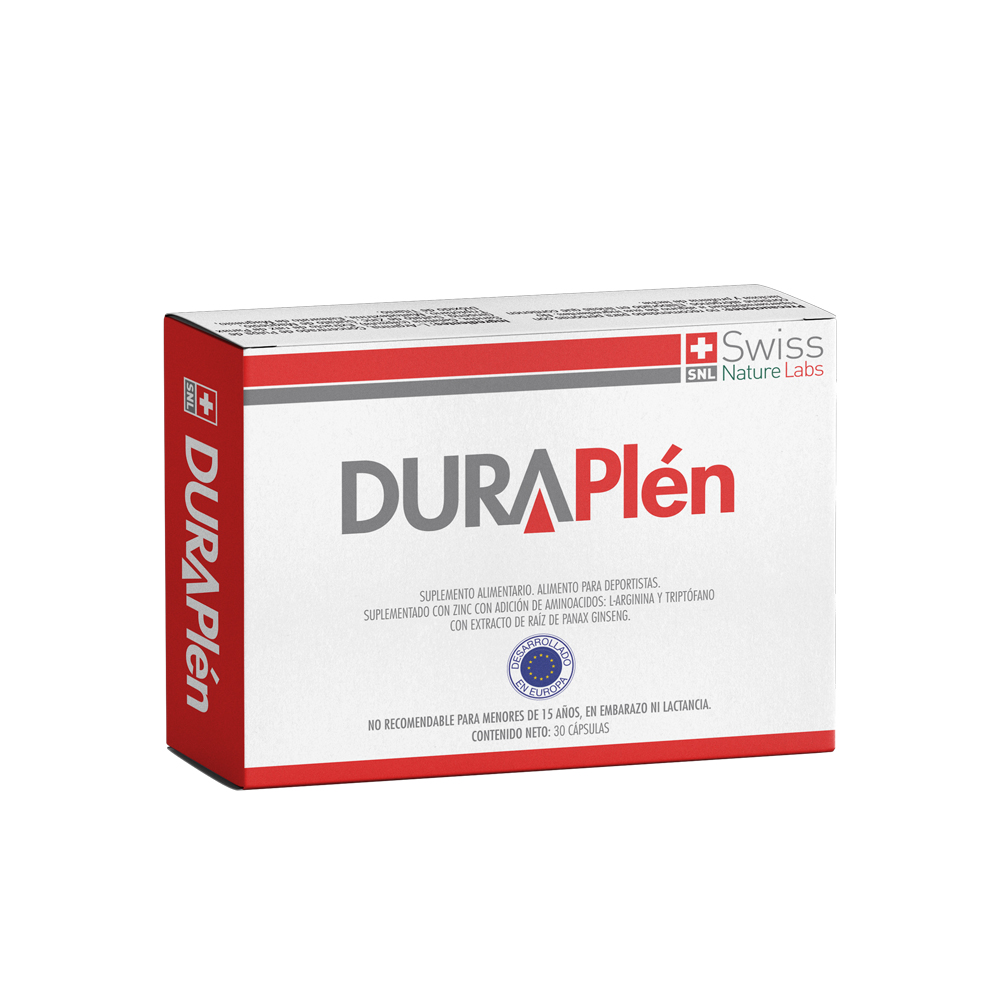 SNL
Swiss
Nature Labs
DURAPlén
SUPLEMENTO ALIMENTARIO. ALIMENTO PARA DEPORTISTAS.
SUPLEMENTADO CON ZINC CON ADICIÓN DE AMINOACIDOS: L-ARGININA Y TRIPTÓFANO
CON EXTRACTO DE RAÍZ DE PANAX GINSENG.
DESARROLLADO
EN EUROPA
NO RECOMENDABLE PARA MENORES DE 15 AÑOS, EN EMBARAZO NI LACTANCIA.
CONTENIDO NETO: 30 CÁPSULAS
SNL
DURAPlén